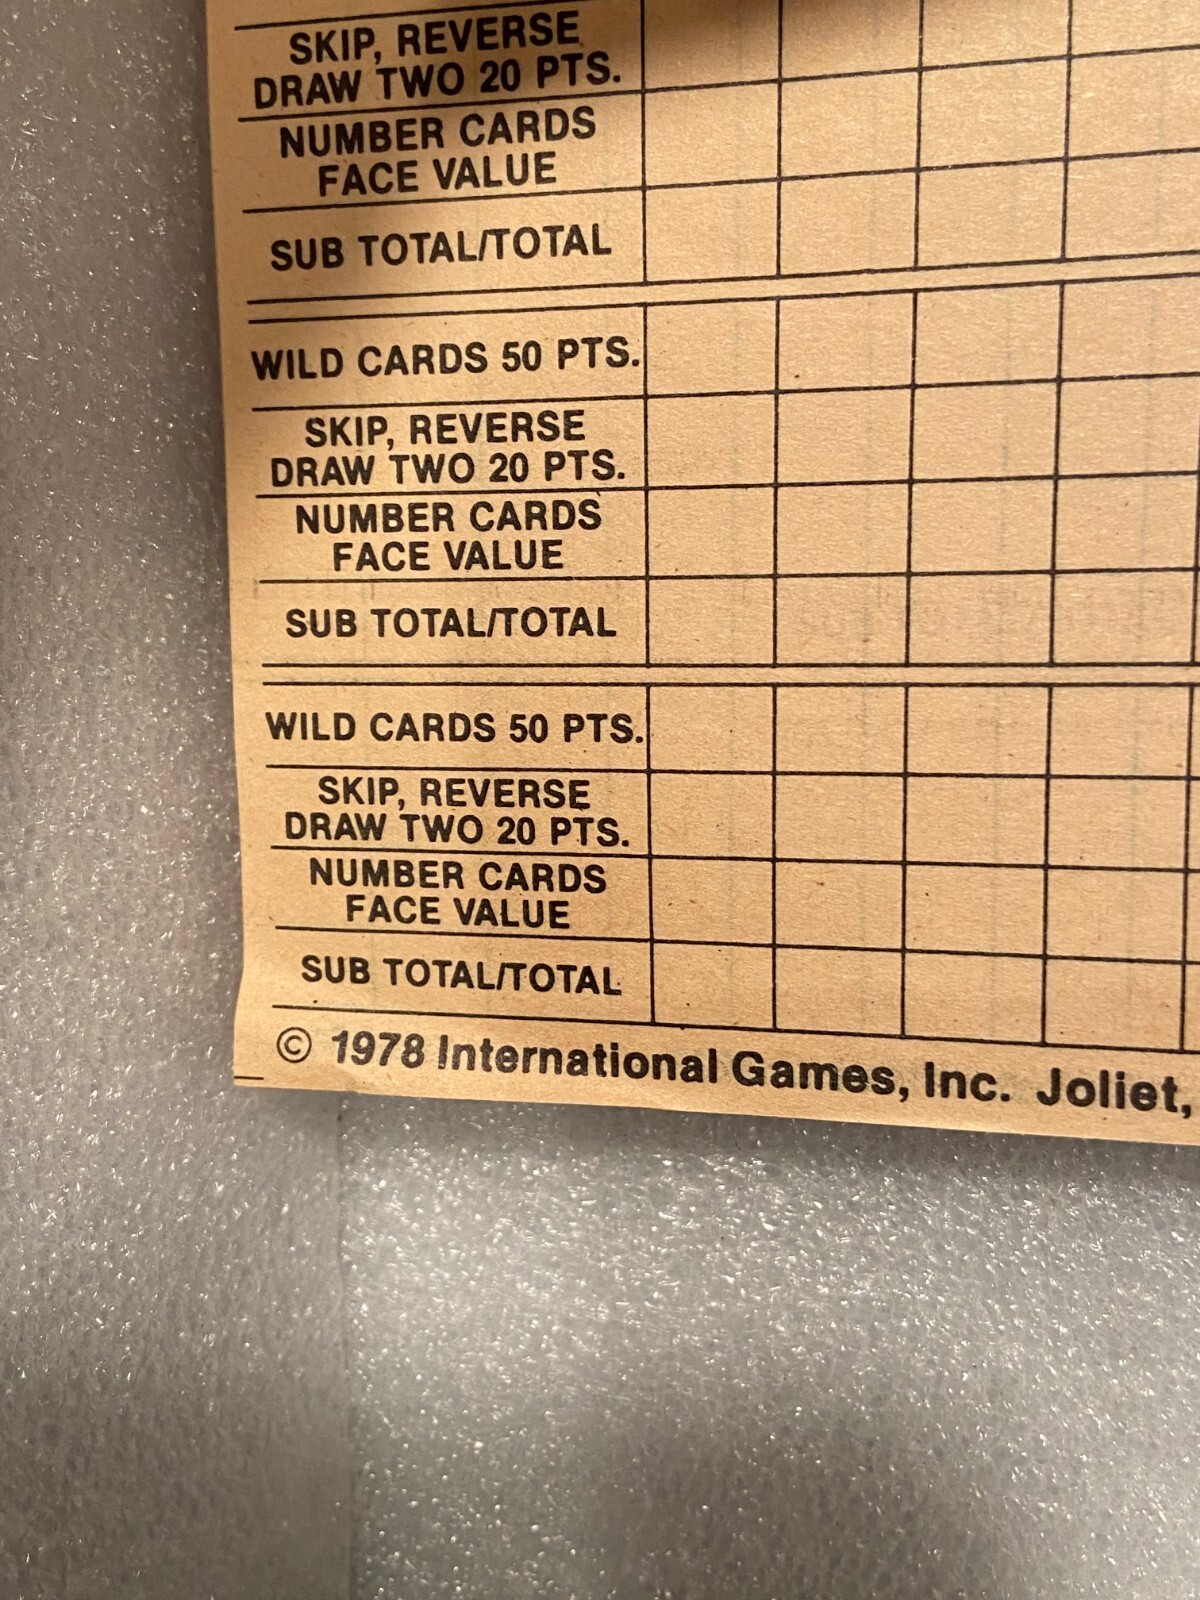 SKIP, REVERSE
DRAW TWO 20 PTS.
NUMBER CARDS
FACE VALUE
SUB TOTAL/TOTAL
WILD CARDS 50 PTS.
SKIP, REVERSE
DRAW TWO 20 PTS.
NUMBER CARDS
FACE VALUE
SUB TOTAL/TOTAL
WILD CARDS 50 PTS.
SKIP, REVERSE
DRAW TWO 20 PTS.
NUMBER CARDS
FACE VALUE
SUB TOTAL/TOTAL
© 1978 International Games, Inc. Joliet,